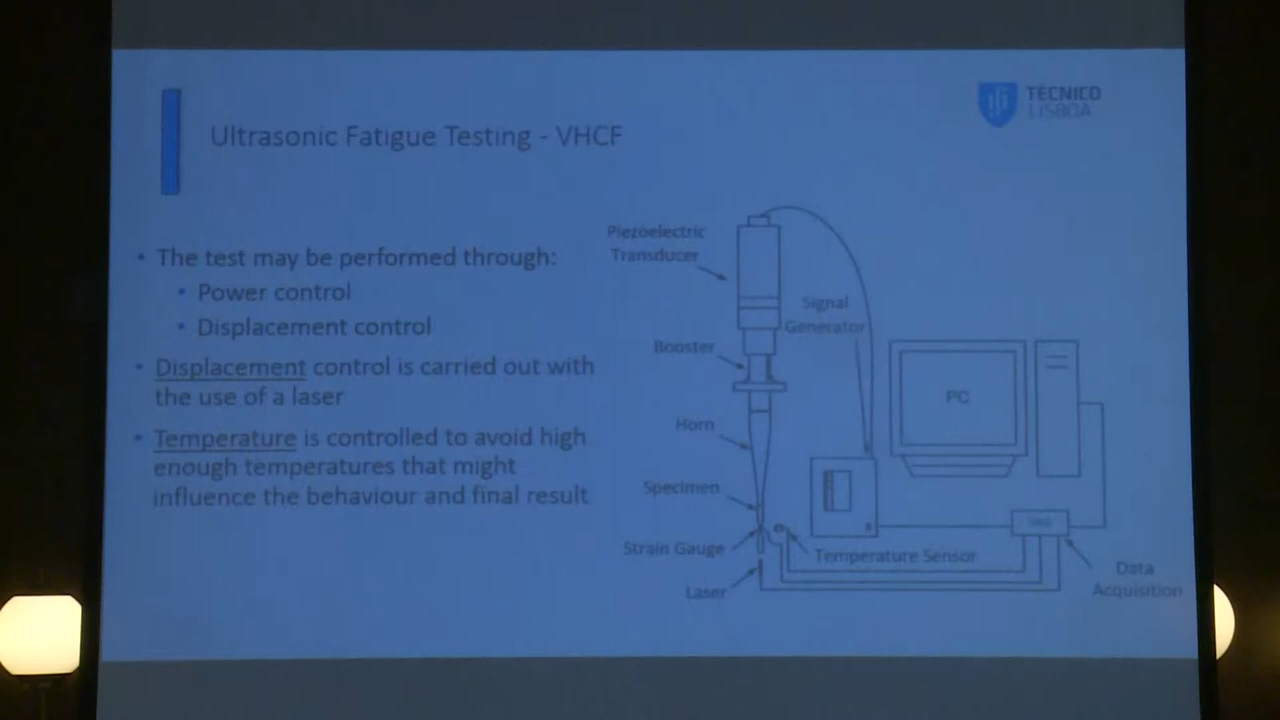 TÉCNICO
LISBOA
Ultrasonic Fatigue Testing - VHCF
• The test may be performed through:
• Power control
• Displacement control
• Displacement control is carried out with
the use of a laser
• Temperature is controlled to avoid high
enough temperatures that might
influence the behaviour and final result
Piezoelectric
Transducer
Signal
Generator
Booster
PC
Horn
Specimen
Strain Gauge
Temperature Sensor
Laser
Data
Acquisition